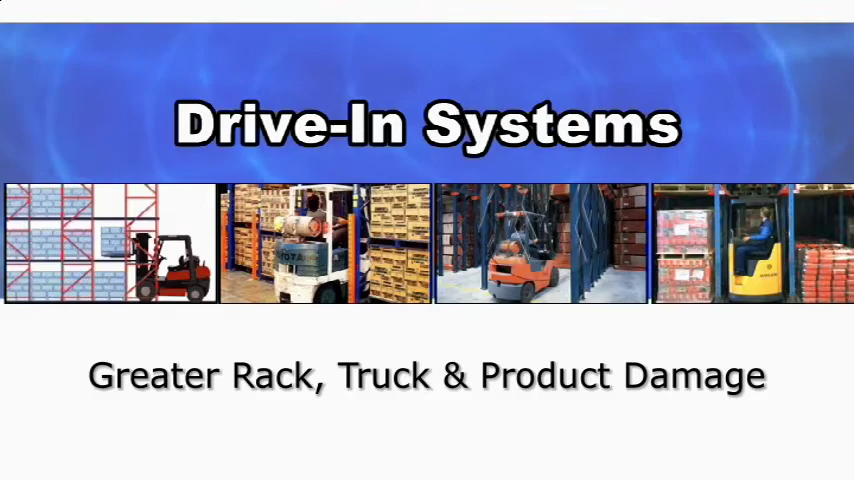 Drive-In Systems
Greater Rack, Truck & Product Damage